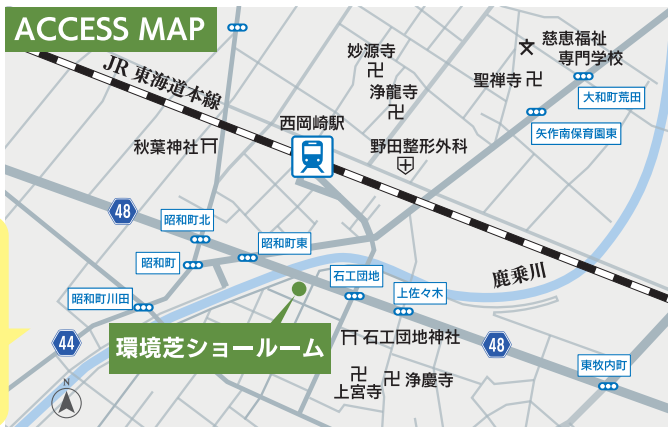 ACCESS MAP
JR 東海道本線
妙源寺
浄龍寺
慈恵福祉
専門学校
聖禅寺
大和町荒田
矢作南保育園東
西岡崎駅
野田整形外科
秋葉神社
48
昭和町北
昭和町東
昭和町
石工団地
鹿乗川
上佐々木
昭和町川田
環境芝ショールーム
石工団地神社
44
48
東牧内町
上宮寺
浄慶寺
N